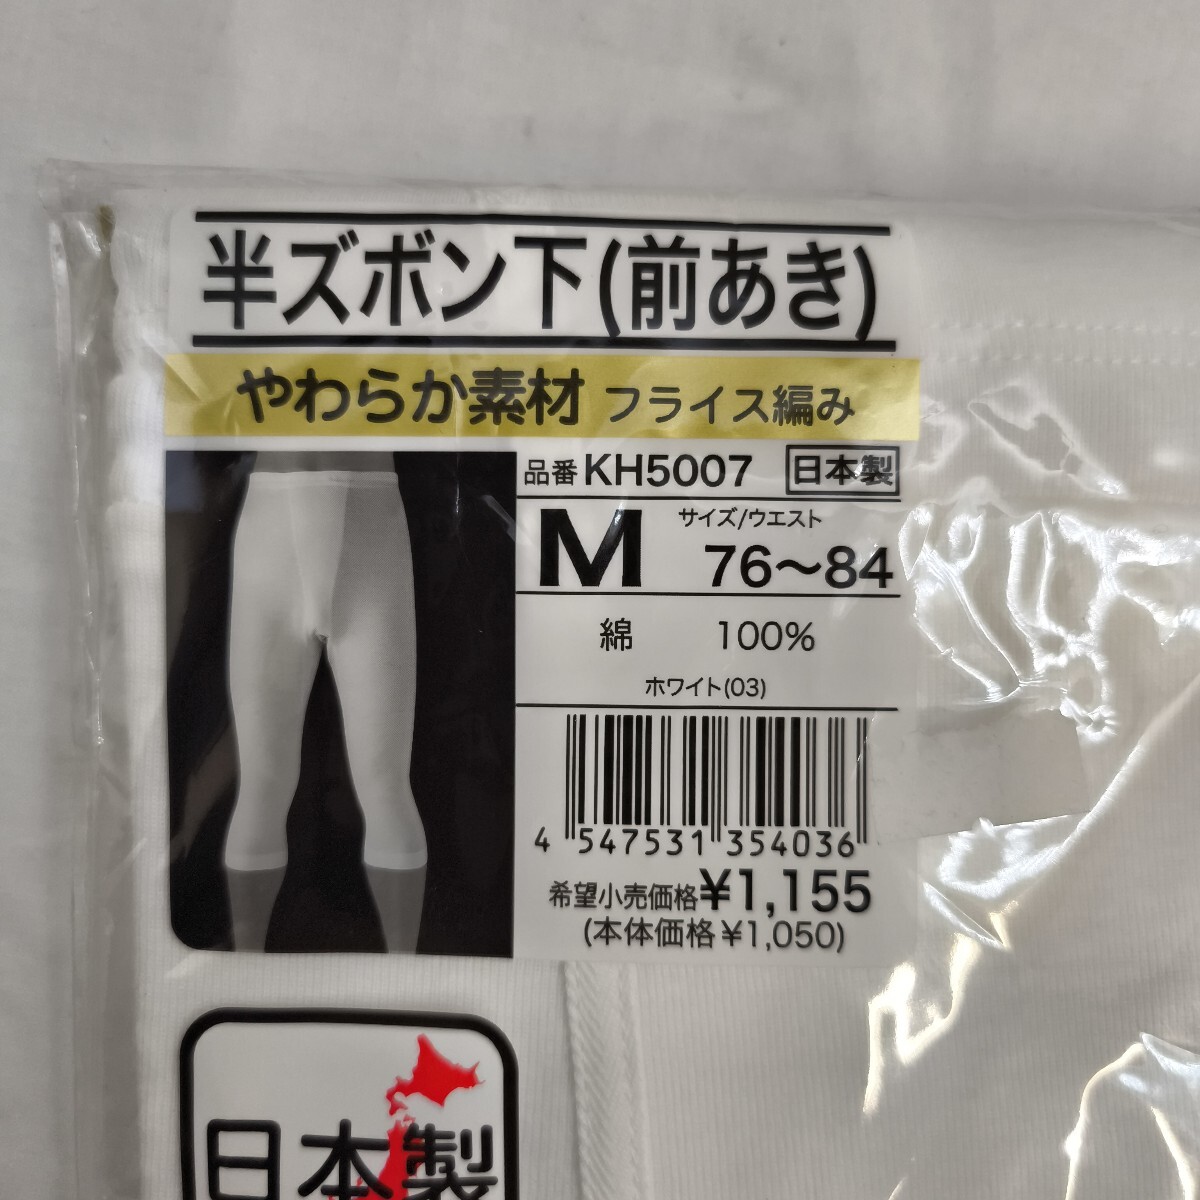 半ズボン下(前あき)
やわらか素材 フライス編み
品番 KH5007 日本製
M サイズ/ウエスト 76〜84
綿 100%
ホワイト(03)
4 547531 354036
希望小売価格¥1,155
(本体価格¥1,050)
日本製